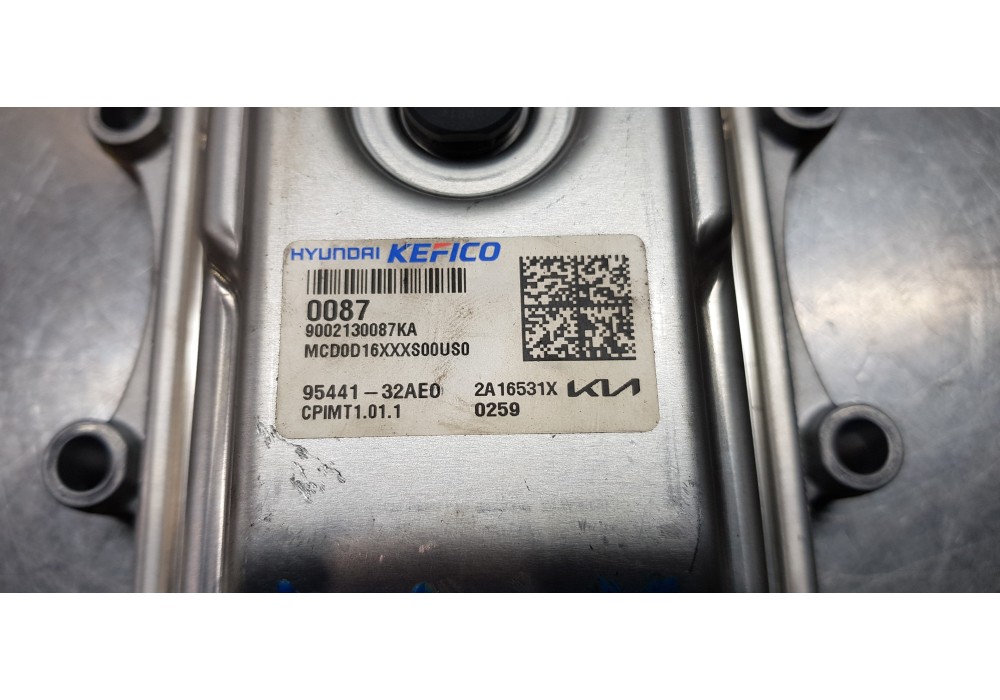 HYUNDAI KEFICO
0087
9002130087KA
MCD0D16XXXS00US0
95441-32AE0 2A16531X KIA
CPIMT1.01.1 0259